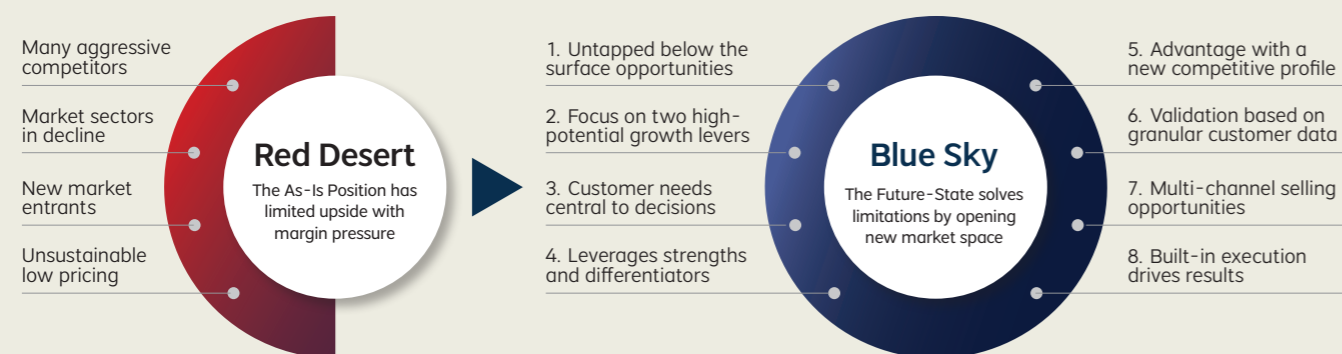 Many aggressive
competitors
Market sectors
in decline
New market
entrants
Unsustainable
low pricing
Red Desert
The As-Is Position has
limited upside with
margin pressure
1. Untapped below the
surface opportunities
2. Focus on two high-
potential growth levers
3. Customer needs
central to decisions
4. Leverages strengths
and differentiators
Blue Sky
The Future-State solves
limitations by opening
new market space
5. Advantage with a
new competitive profile
6. Validation based on
granular customer data
7. Multi-channel selling
opportunities
8. Built-in execution
drives results